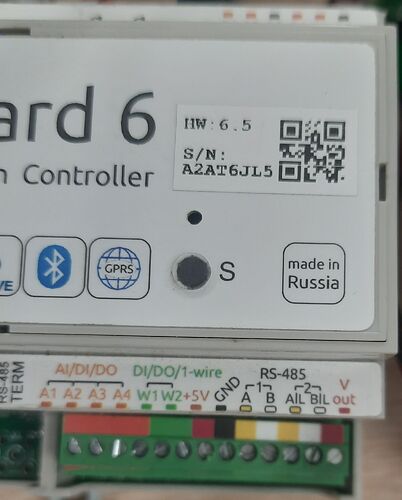 ard 6
HW:6.5
S/N:
A2AT6JL5
n Controller
GPRS
S
made in
Russia
RS-485
TERM
AI/DI/DO
DI/DO/1-wire
RS-485
A1 A2 A3 A4 W1 W2 +5V GND
1
A B
2
AIL BIL
V
out